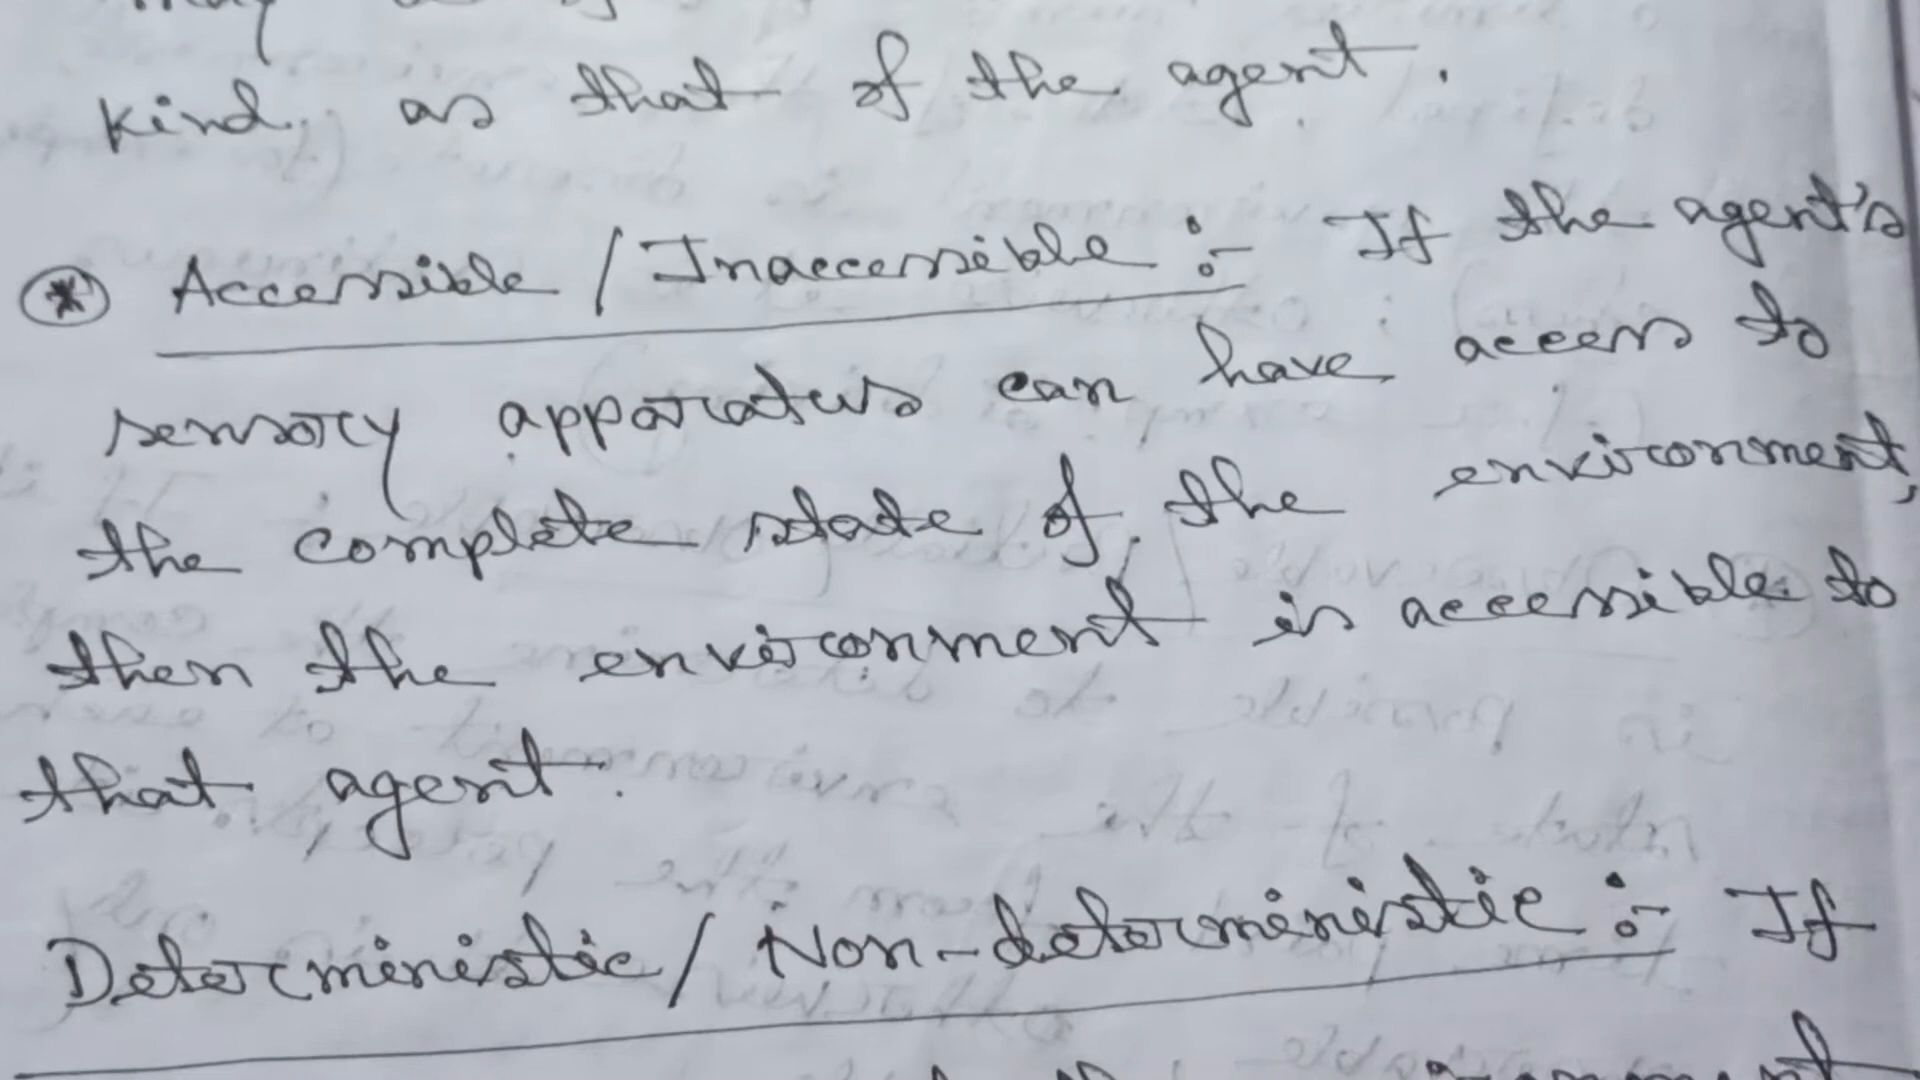 may
kind as that of the agent.
* Accessible / Inaccessible :- If the agent's
sensory apparatus can have access to
the complete state of the environment,
then the environment is accessible to
that agent.
Deterministic / Non-deterministic :- If